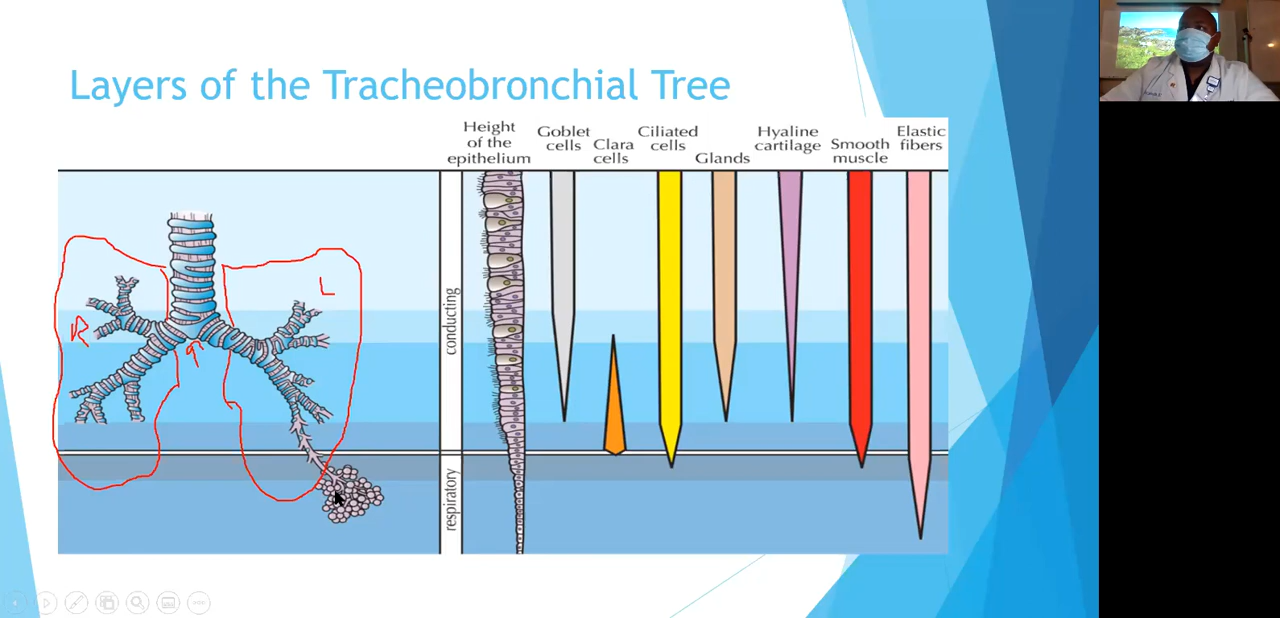 Layers of the Tracheobronchial Tree
Height
of the
epithelium
Goblet
cells
Clara
cells
Ciliated
cells
Glands
Hyaline
cartilage
Smooth
muscle
Elastic
fibers
conducting
respiratory
R
L